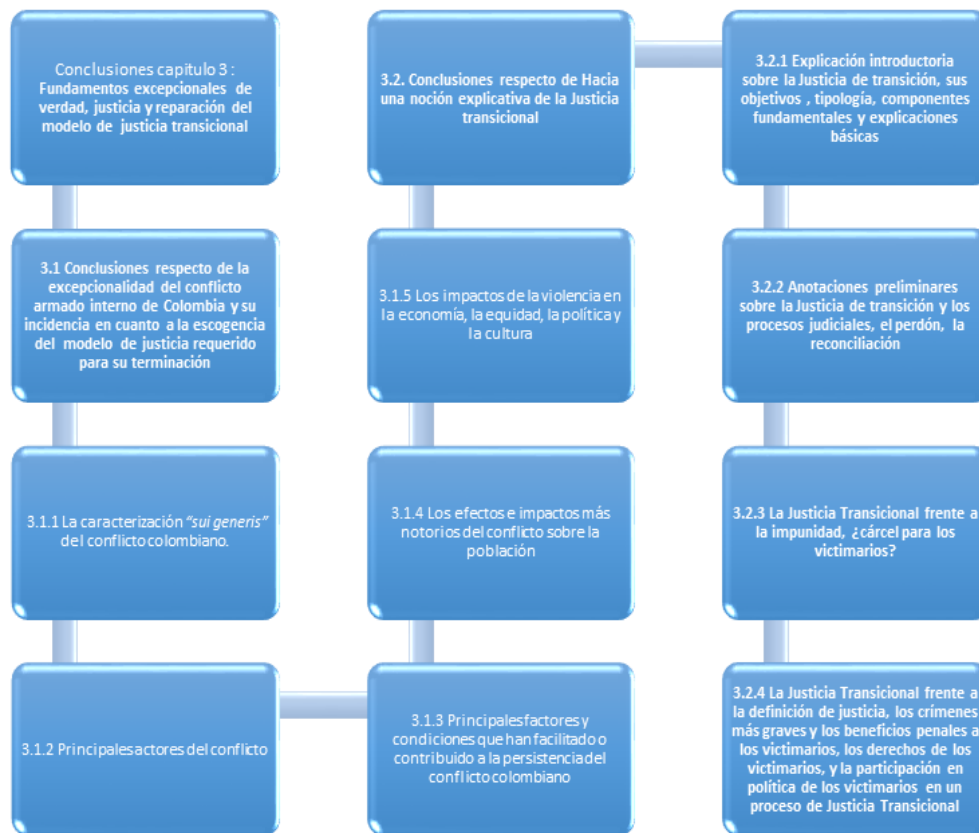 Conclusiones capitulo 3 :
Fundamentos excepcionales de
verdad, justicia y reparación del
modelo de justicia transicional
3.1 Conclusiones respecto de la
excepcionalidad del conflicto
armado interno de Colombia y su
incidencia en cuanto a la escogencia
del modelo de justicia requerido
para su terminación
3.1.1 La caracterización "sui generis"
del conflicto colombiano.
3.1.2 Principales actores del conflicto
3.1.3 Principales factores y
condiciones que han facilitado o
contribuido a la persistencia del
conflicto colombiano
3.1.4 Los efectos e impactos más
notorios del conflicto sobre la
población
3.1.5 Los impactos de la violencia en
la economía, la equidad, la política y
la cultura
3.2. Conclusiones respecto de Hacia
una noción explicativa de la Justicia
transicional
3.2.1 Explicación introductoria
sobre la Justicia de transición, sus
objetivos , tipología, componentes
fundamentales y explicaciones
básicas
3.2.2 Anotaciones preliminares
sobre la Justicia de transición y los
procesos judiciales, el perdón, la
reconciliación
3.2.3 La Justicia Transicional frente a
la impunidad, ¿cárcel para los
victimarios?
3.2.4 La Justicia Transicional frente a
la definición de justicia, los crímenes
más graves y los beneficios penales a
los victimarios, los derechos de los
victimarios, y la participación en
política de los victimarios en un
proceso de Justicia Transicional